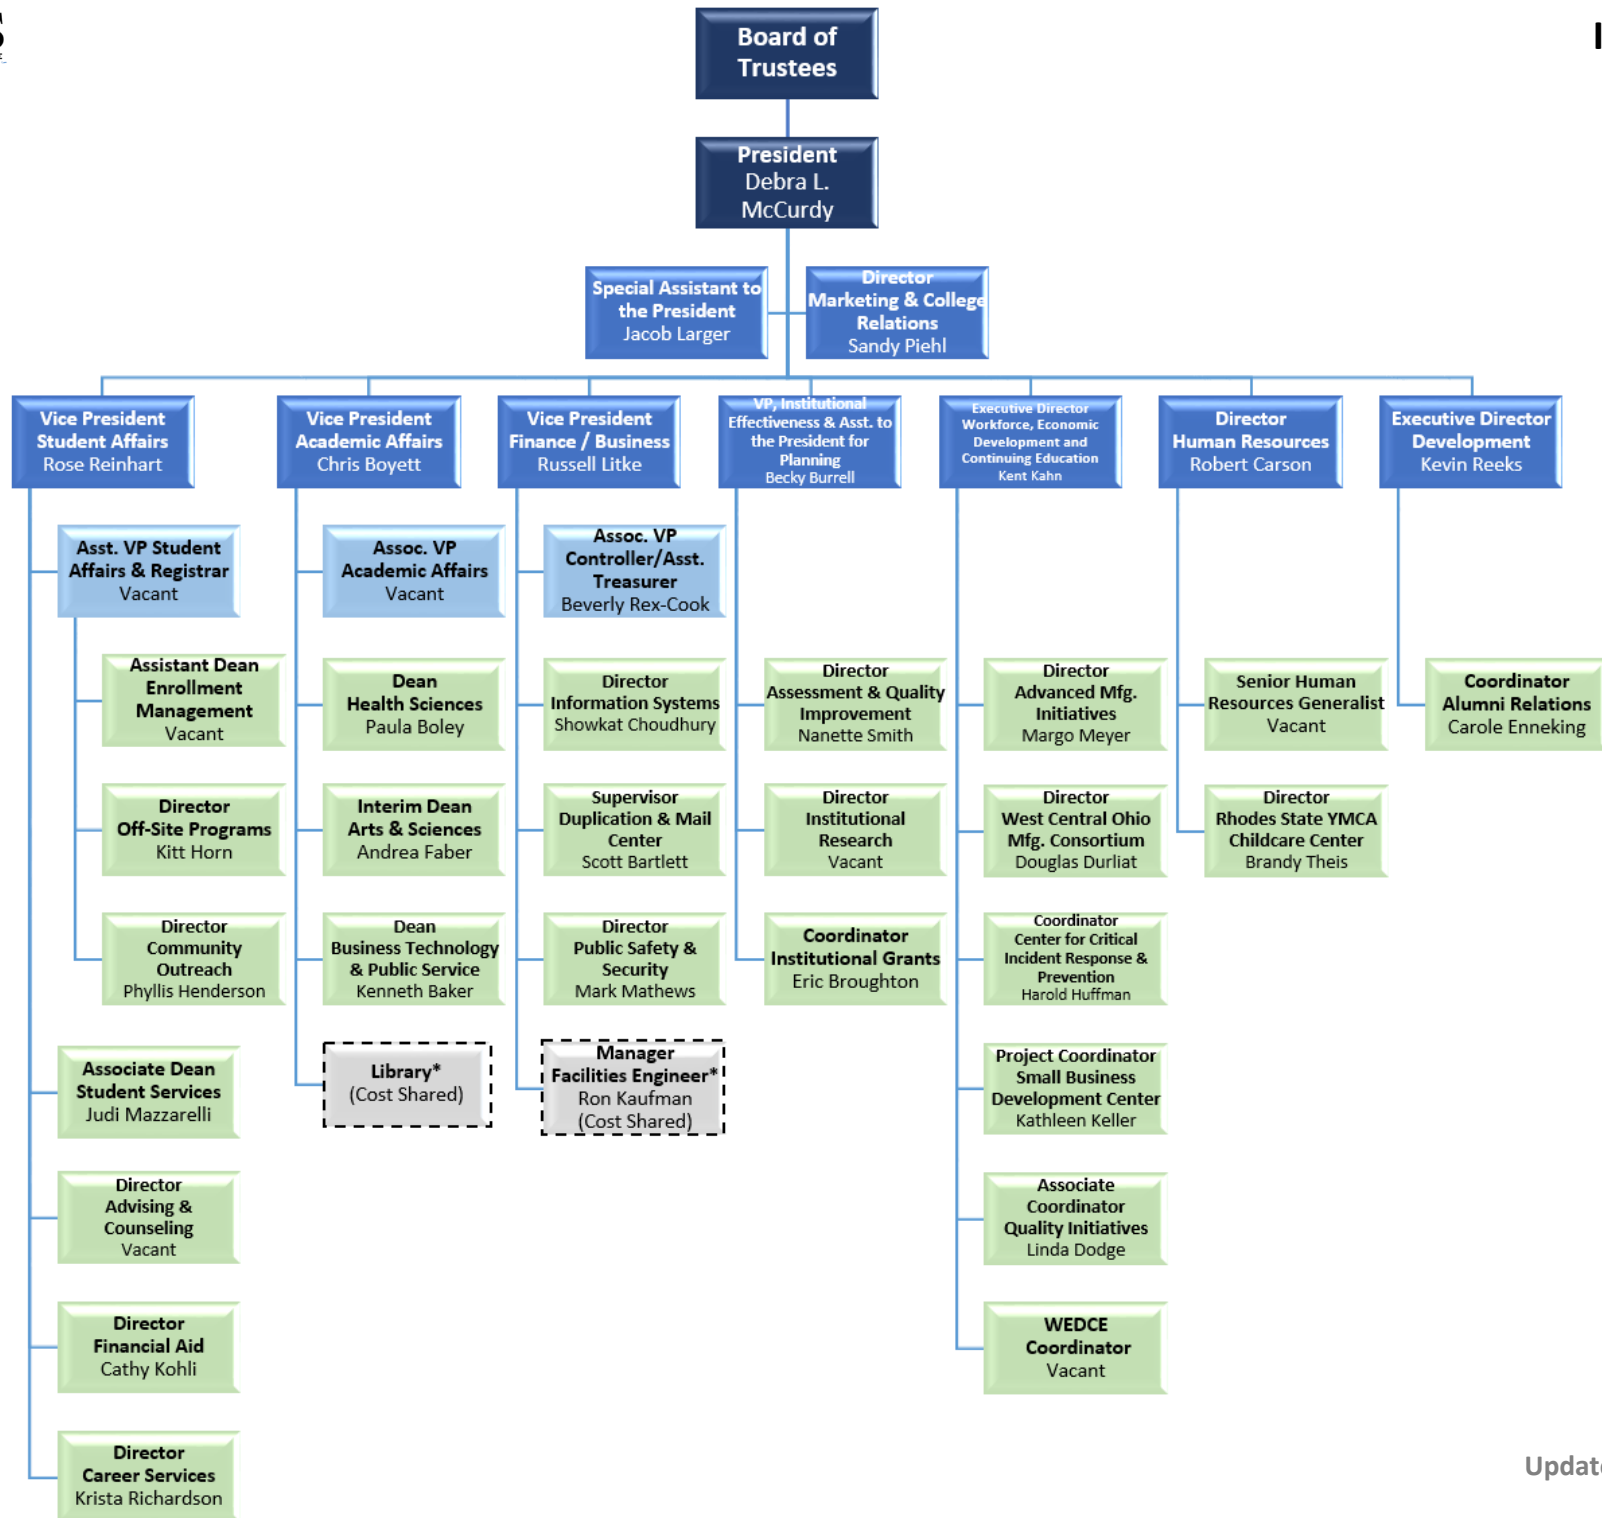 Board of
Trustees
President
Debra L.
McCurdy
Special Assistant to
the President
Jacob Larger
Director
Marketing & College
Relations
Sandy Piehl
Vice President
Student Affairs
Rose Reinhart
Vice President
Academic Affairs
Chris Boyett
Vice President
Finance / Business
Russell Litke
VP, Institutional
Effectiveness & Asst. to
the President for
Planning
Becky Burrell
Executive Director
Workforce, Economic
Development and
Continuing Education
Kent Kahn
Director
Human Resources
Robert Carson
Executive Director
Development
Kevin Reeks
Asst. VP Student
Affairs & Registrar
Vacant
Assoc. VP
Academic Affairs
Vacant
Assoc. VP
Controller/Asst.
Treasurer
Beverly Rex-Cook
Assistant Dean
Enrollment
Management
Vacant
Dean
Health Sciences
Paula Boley
Director
Information Systems
Showkat Choudhury
Director
Assessment & Quality
Improvement
Nanette Smith
Director
Advanced Mfg.
Initiatives
Margo Meyer
Senior Human
Resources Generalist
Vacant
Coordinator
Alumni Relations
Carole Enneking
Director
Off-Site Programs
Kitt Horn
Interim Dean
Arts & Sciences
Andrea Faber
Supervisor
Duplication & Mail
Center
Scott Bartlett
Director
Institutional
Research
Vacant
Director
West Central Ohio
Mfg. Consortium
Douglas Durliat
Director
Rhodes State YMCA
Childcare Center
Brandy Theis
Director
Community
Outreach
Phyllis Henderson
Dean
Business Technology
& Public Service
Kenneth Baker
Director
Public Safety &
Security
Mark Mathews
Coordinator
Institutional Grants
Eric Broughton
Coordinator
Center for Critical
Incident Response &
Prevention
Harold Huffman
Associate Dean
Student Services
Judi Mazzarelli
Library*
(Cost Shared)
Manager
Facilities Engineer*
Ron Kaufman
(Cost Shared)
Project Coordinator
Small Business
Development Center
Kathleen Keller
Director
Advising &
Counseling
Vacant
Associate
Coordinator
Quality Initiatives
Linda Dodge
Director
Financial Aid
Cathy Kohli
WEDCE
Coordinator
Vacant
Director
Career Services
Krista Richardson
Update